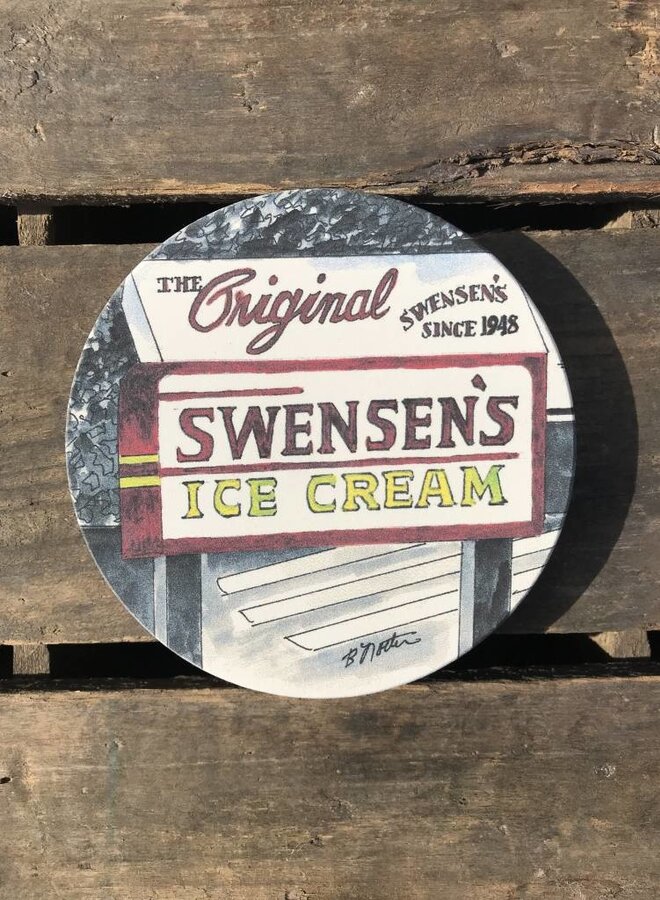 THE Original SWENSEN'S
SINCE 1948
SWENSEN'S
ICE CREAM